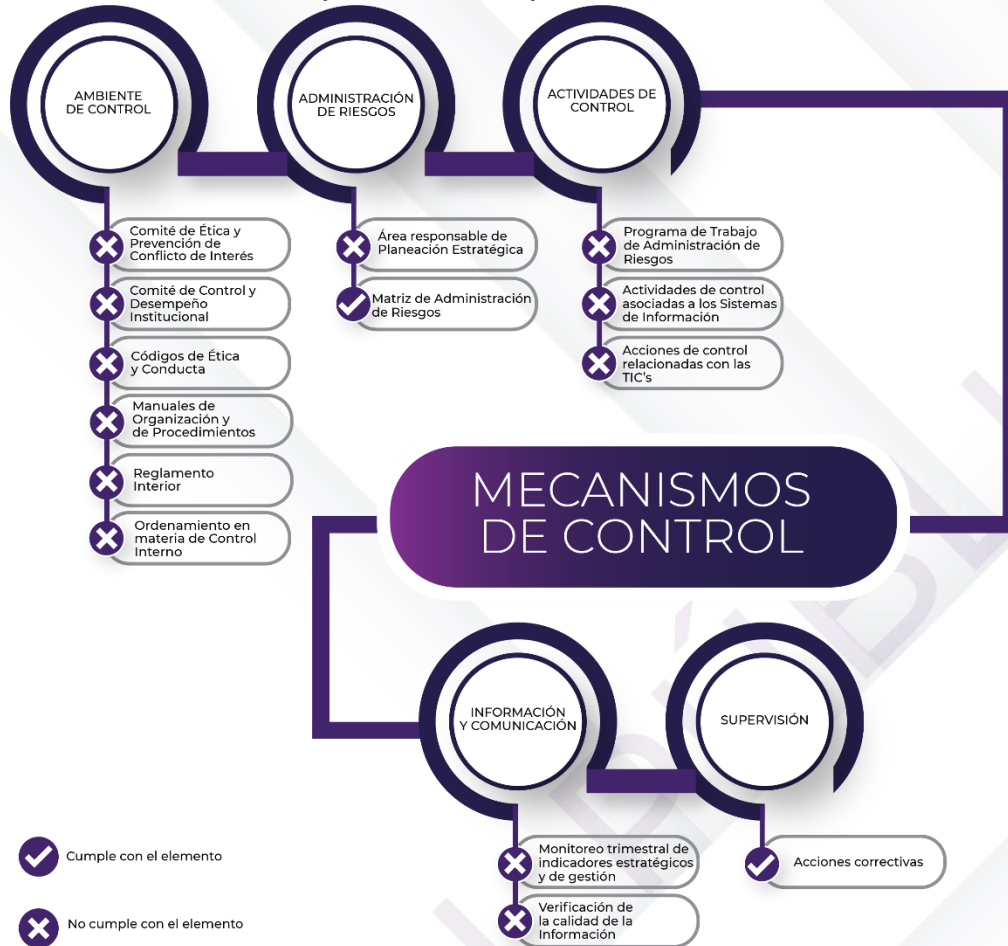 AMBIENTE
DE CONTROL
ADMINISTRACIÓN
DE RIESGOS
ACTIVIDADES DE
CONTROL
Comité de Ética y
Prevención de
Conflicto de Interés
Comité de Control y
Desempeño
Institucional
Códigos de Ética
y Conducta
Manuales de
Organización y
de Procedimientos
Reglamento
Interior
Ordenamiento en
materia de Control
Interno
Área responsable de
Planeación Estratégica
Matriz de Administración
de Riesgos
Programa de Trabajo
de Administración de
Riesgos
Actividades de control
asociadas a los Sistemas
de Información
Acciones de control
relacionadas con las
TIC's
MECANISMOS
DE CONTROL
INFORMACIÓN
Y COMUNICACIÓN
SUPERVISIÓN
Monitoreo trimestral de
indicadores estratégicos
y de gestión
Verificación de
la calidad de la
Información
Acciones correctivas
Cumple con el elemento
No cumple con el elemento